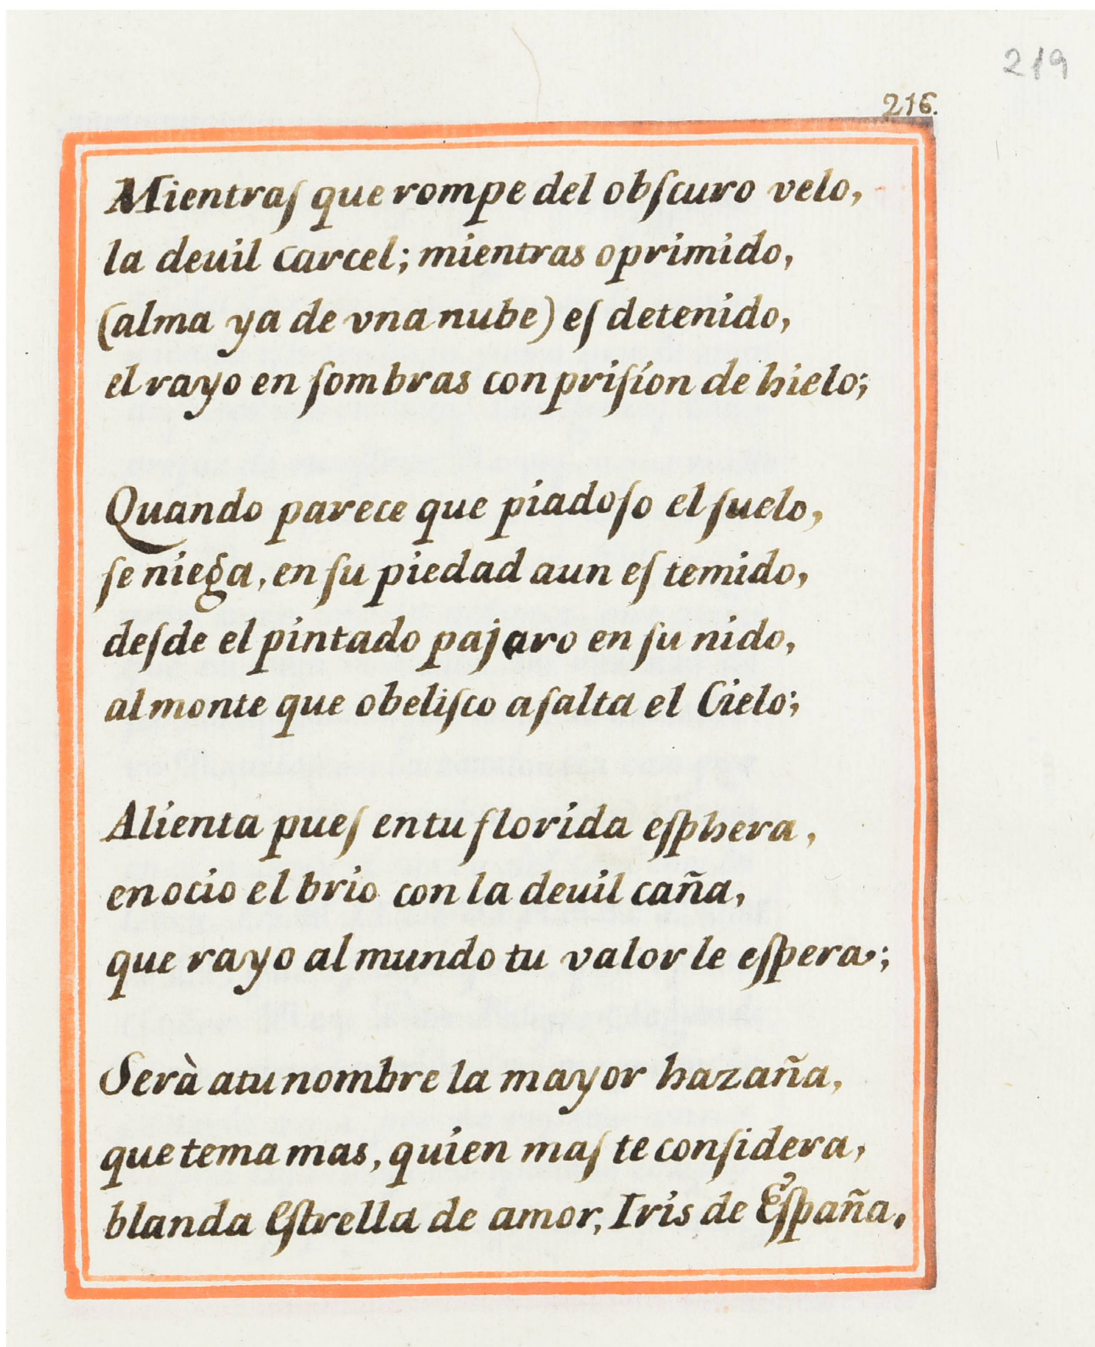 219
216.
Mientraſ que rompe del obſcuro velo,
la deuil carcel; mientras oprimido,
(alma ya de vna nube) eſ detenido,
el rayo en ſombras con priſion de hielo;
Quando parece que piadoſo el ſuelo,
ſe niega, en ſu piedad aun eſ temido,
deſde el pintado pajaro en ſu nido,
al monte que obeliſco aſalta el Cielo;
Alienta pueſ en tu florida eſphera,
en ocio el brio con la deuil caña,
que rayo al mundo tu valor le eſpera;
Serà a tu nombre la mayor hazaña,
que tema mas, quien maſ te conſidera,
blanda Eſtrella de amor, Iris de Eſpaña.